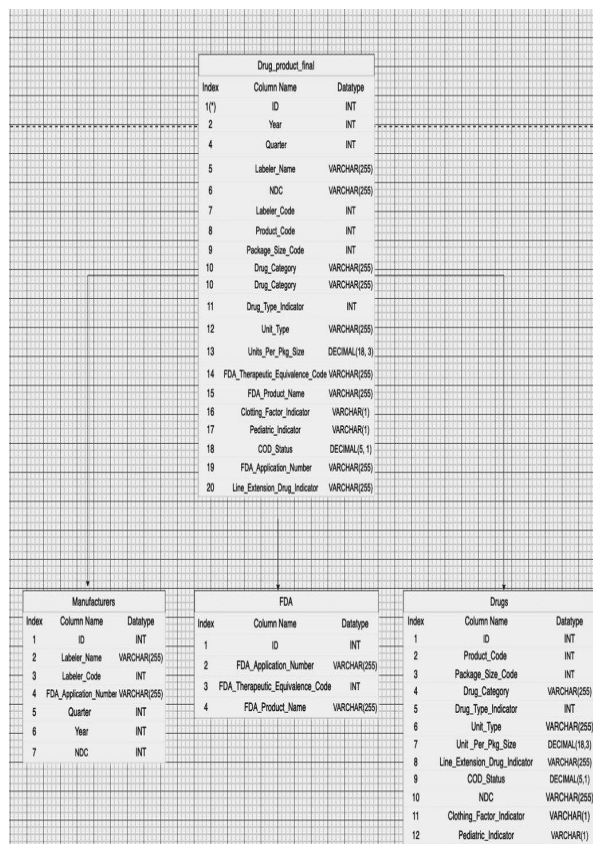 Drug_product_final
Index Column Name Datatype
1(*) ID INT
2 Year INT
4 Quarter INT
5 Labeler_Name VARCHAR(255)
6 NDC VARCHAR(255)
7 Labeler_Code INT
8 Product_Code INT
9 Package_Size_Code INT
10 Drug_Category VARCHAR(255)
10 Drug_Category VARCHAR(255)
11 Drug_Type_Indicator INT
12 Unit_Type VARCHAR(255)
13 Units_Per_Pkg_Size DECIMAL(18, 3)
14 FDA_Therapeutic_Equivalence_Code VARCHAR(255)
15 FDA_Product_Name VARCHAR(255)
16 Clotting_Factor_Indicator VARCHAR(1)
17 Pediatric_Indicator VARCHAR(1)
18 COD_Status DECIMAL(5, 1)
19 FDA_Application_Number VARCHAR(255)
20 Line_Extension_Drug_Indicator VARCHAR(255)
Manufacturers
Index Column Name Datatype
1 ID INT
2 Labeler_Name VARCHAR(255)
3 Labeler_Code INT
4 FDA_Application_Number VARCHAR(255)
5 Quarter INT
6 Year INT
7 NDC INT
FDA
Index Column Name Datatype
1 ID INT
2 FDA_Application_Number VARCHAR(255)
3 FDA_Therapeutic_Equivalence_Code INT
4 FDA_Product_Name VARCHAR(255)
Drugs
Index Column Name Datatype
1 ID INT
2 Product_Code INT
3 Package_Size_Code INT
4 Drug_Category VARCHAR(255)
5 Drug_Type_Indicator INT
6 Unit_Type VARCHAR(255)
7 Unit _Per_Pkg_Size DECIMAL(18,3)
8 Line_Extension_Drug_Indicator VARCHAR(255)
9 COD_Status DECIMAL(5,1)
10 NDC VARCHAR(255)
11 Clothing_Factor_Indicator VARCHAR(1)
12 Pediatric_Indicator VARCHAR(1)